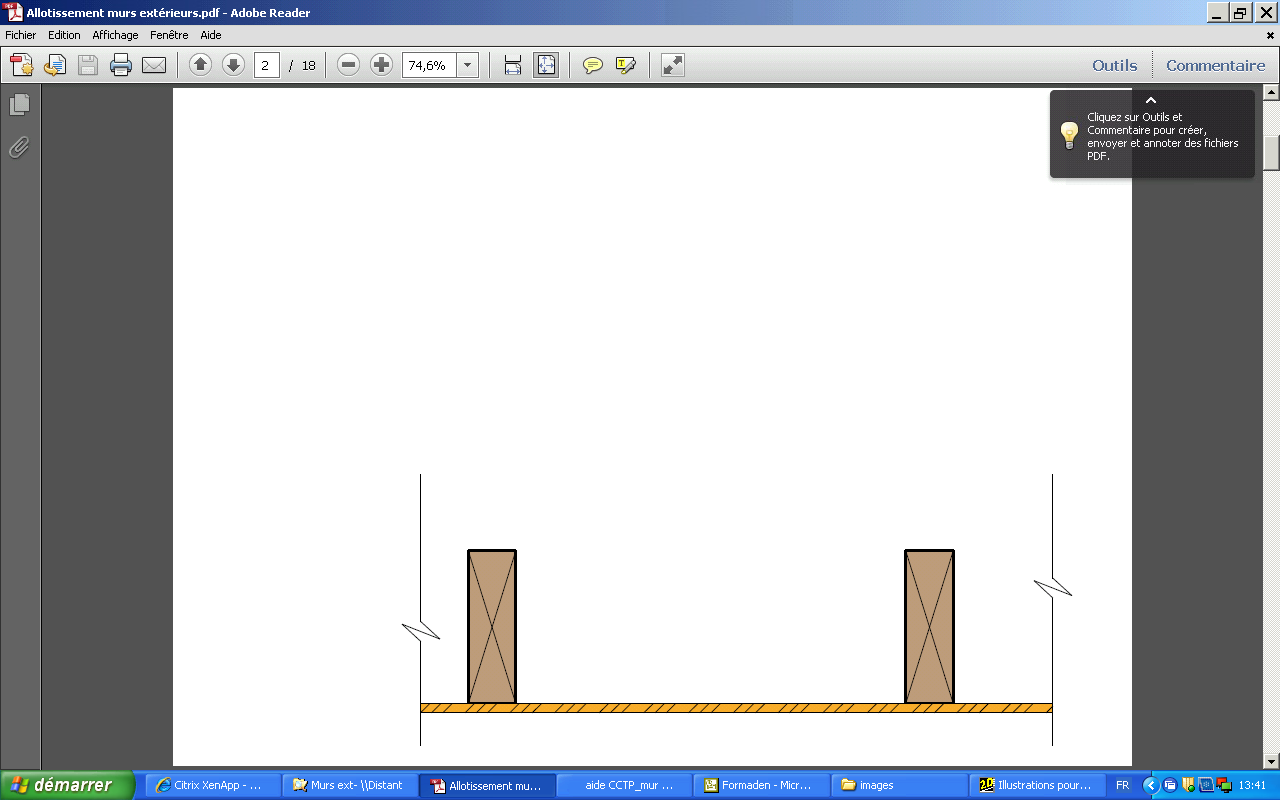 Allotissement murs extérieurs.pdf - Adobe Reader
Fichier Edition Affichage Fenêtre Aide
2 / 18 74,6% Outils Commentaire
Cliquez sur Outils et
Commentaire pour créer,
envoyer et annoter des fichiers
PDF.
démarrer Citrix XenApp - ... Murs ext- \\Distant Allotissement mu... aide CCTP_mur ... Formaden - Micr... images Illustrations pour... FR 13:41